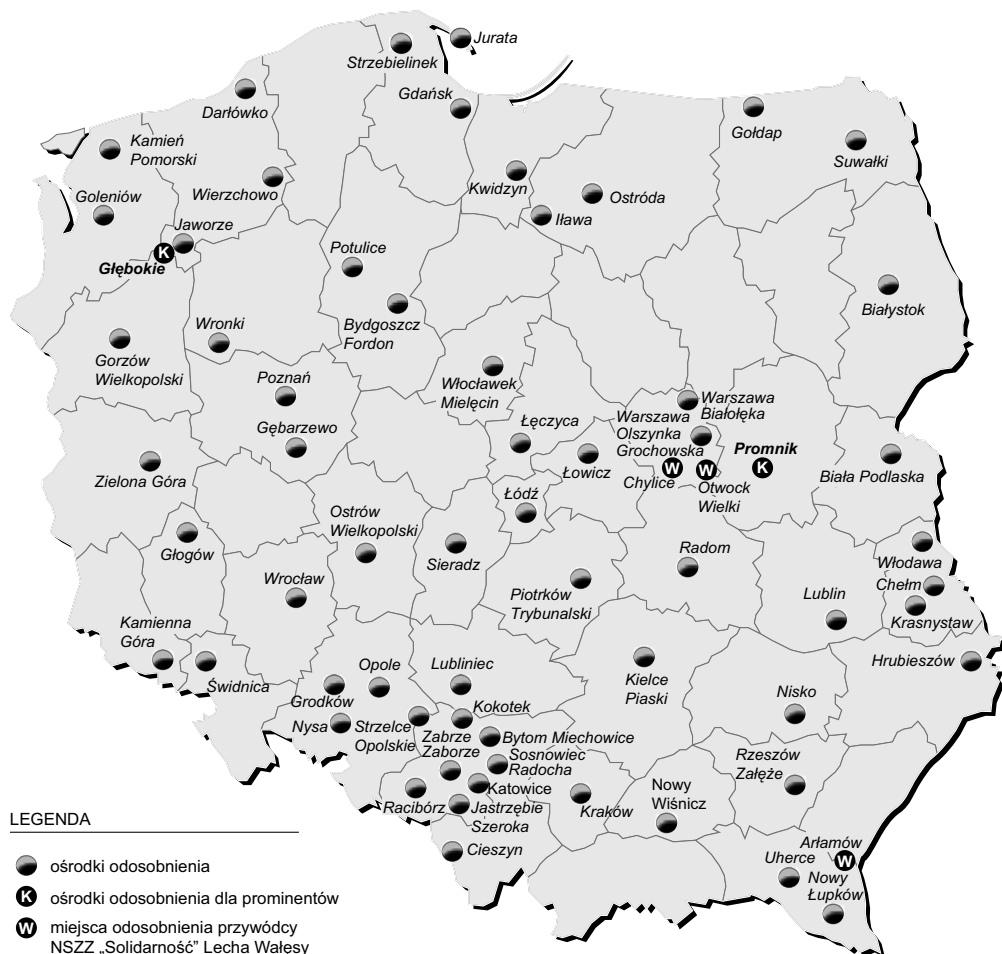 Jurata
Strzebielinek
Gdańsk
Darłówko
Gołdap
Kamień
Pomorski
Suwałki
Kwidzyn
Wierzchowo
Ostróda
Goleniów
Iława
Jaworze
Potulice
K
Głębokie
Białystok
Wronki
Bydgoszcz
Fordon
Gorzów
Wielkopolski
Poznań
Włocławek
Mielęcin
Warszawa
Białołęka
Warszawa
Olszynka
Grochowska
Łęczyca
Gębarzewo
Promnik
Łowicz
W
W
K
Zielona Góra
Chylice
Otwock
Wielki
Biała Podlaska
Łódź
Ostrów
Wielkopolski
Głogów
Sieradz
Radom
Włodawa
Wrocław
Piotrków
Trybunalski
Lublin
Chełm
Krasnystaw
Kamienna
Góra
Świdnica
Opole
Lubliniec
Kielce
Piaski
Hrubieszów
Grodków
Nisko
Kokotek
Nysa
Strzelce
Opolskie
Zabrze
Zaborze
Bytom Miechowice
Sosnowiec
Radocha
Rzeszów
Załęże
Katowice
Nowy
Wiśnicz
Racibórz
Jastrzębie
Szeroka
Kraków
Cieszyn
Arłamów
W
Uherce
Nowy
Łupków
LEGENDA
ośrodki odosobnienia
K ośrodki odosobnienia dla prominentów
W miejsca odosobnienia przywódcy
NSZZ „Solidarność” Lecha Wałęsy